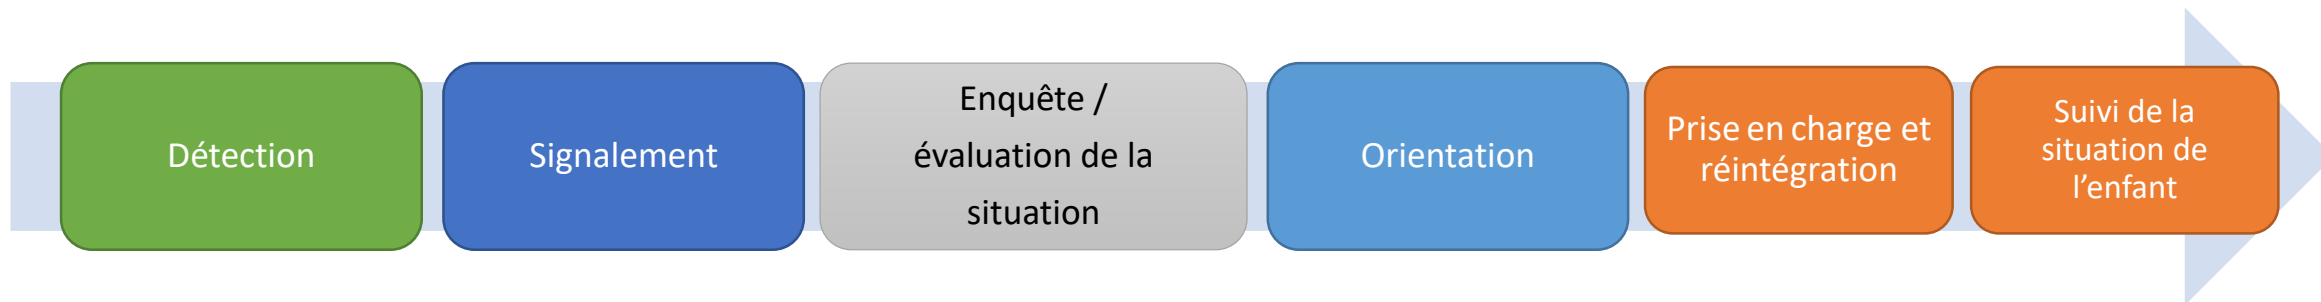 Détection
Signalement
Enquête /
évaluation de la
situation
Orientation
Prise en charge et
réintégration
Suivi de la
situation de
l’enfant